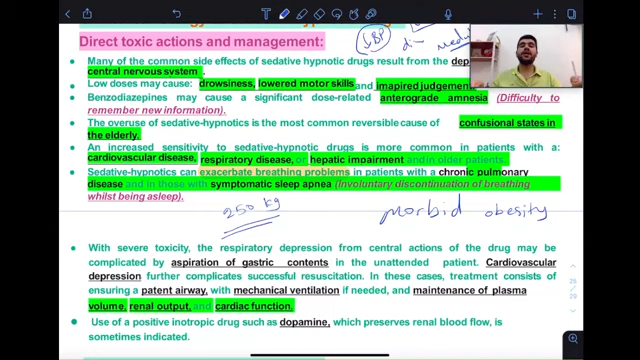 Direct toxic actions and management
↓BP
Many of the common side effects of sedative hypnotic drugs result from the
central nervous system.
Low doses may cause: drowsiness, lowered motor skills and imapired judgement
Benzodiazepines may cause a significant dose-related anterograde amnesia (Difficulty to
remember new information).
The overuse of sedative-hypnotics is the most common reversible cause of confusional states in
the elderly.
An increased sensitivity to sedative-hypnotic drugs is more common in patients with a:
cardiovascular disease, respiratory disease, or hepatic impairment and in older patients.
Sedative-hypnotics can exacerbate breathing problems in patients with a chronic pulmonary
disease and in those with symptomatic sleep apnea (Involuntary discontinuation of breathing
whilst being asleep).
250 kg
morbid obesity
With severe toxicity, the respiratory depression from central actions of the drug may be
complicated by aspiration of gastric contents in the unattended patient. Cardiovascular
depression further complicates successful resuscitation. In these cases, treatment consists of
ensuring a patent airway, with mechanical ventilation if needed, and maintenance of plasma
volume, renal output, and cardiac function.
Use of a positive inotropic drug such as dopamine, which preserves renal blood flow, is
sometimes indicated.